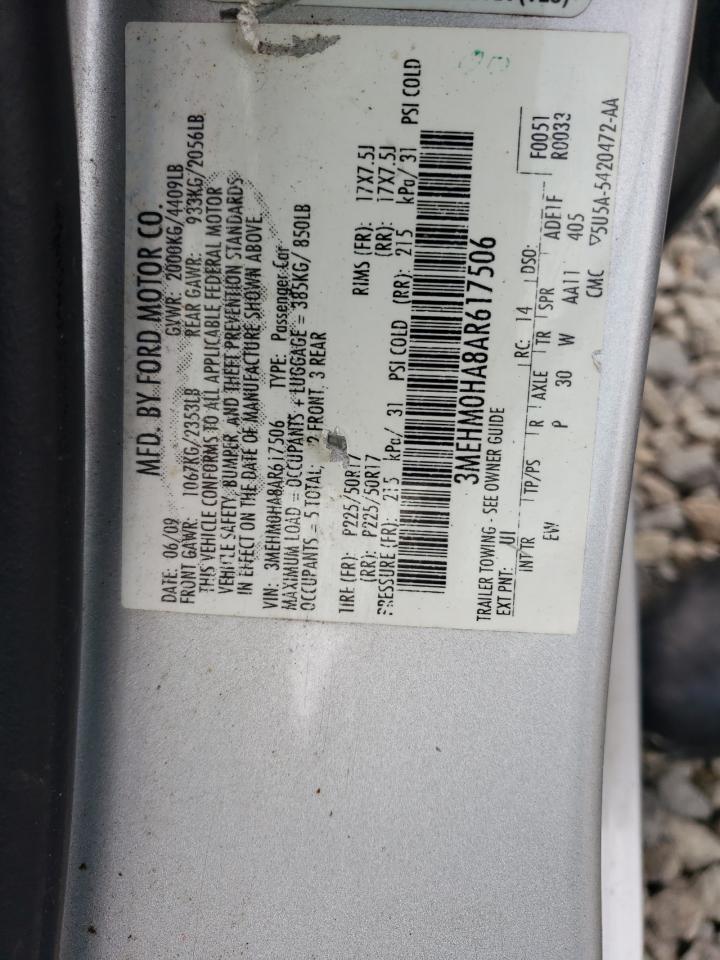 MFD. BY FORD MOTOR CO.
DATE: 06/09 GVWR: 2000KG/4409LB
FRONT GAWR: 1067KG/2353LB REAR GAWR: 933KG/2056LB
THIS VEHICLE CONFORMS TO ALL APPLICABLE FEDERAL MOTOR
VEHICLE SAFETY, BUMPER, AND THEFT PREVENTION STANDARDS
IN EFFECT ON THE DATE OF MANUFACTURE SHOWN ABOVE.
VIN: 3MEHM0HA8AR617506 TYPE: Passenger Car
MAXIMUM LOAD = OCCUPANTS + LUGGAGE = 385KG/ 850LB
OCCUPANTS = 5 TOTAL; 2 FRONT, 3 REAR
TIRE (FR): P225/50R17 RIMS (FR): 17X7.5J
(RR): P225/50R17 (RR): 17X7.5J
PRESSURE (FR): 215 kPa/ 31 PSI COLD (RR): 215 kPa/ 31 PSI COLD
3MEHM0HA8AR617506
TRAILER TOWING - SEE OWNER GUIDE
EXT PNT: UI RC: 14 DSO: F0051
R0033
INT TR TP/PS R AXLE TR SPR ADE1F
EW P 30 W AA11 405
CMC ▽5U5A-5420472-AA